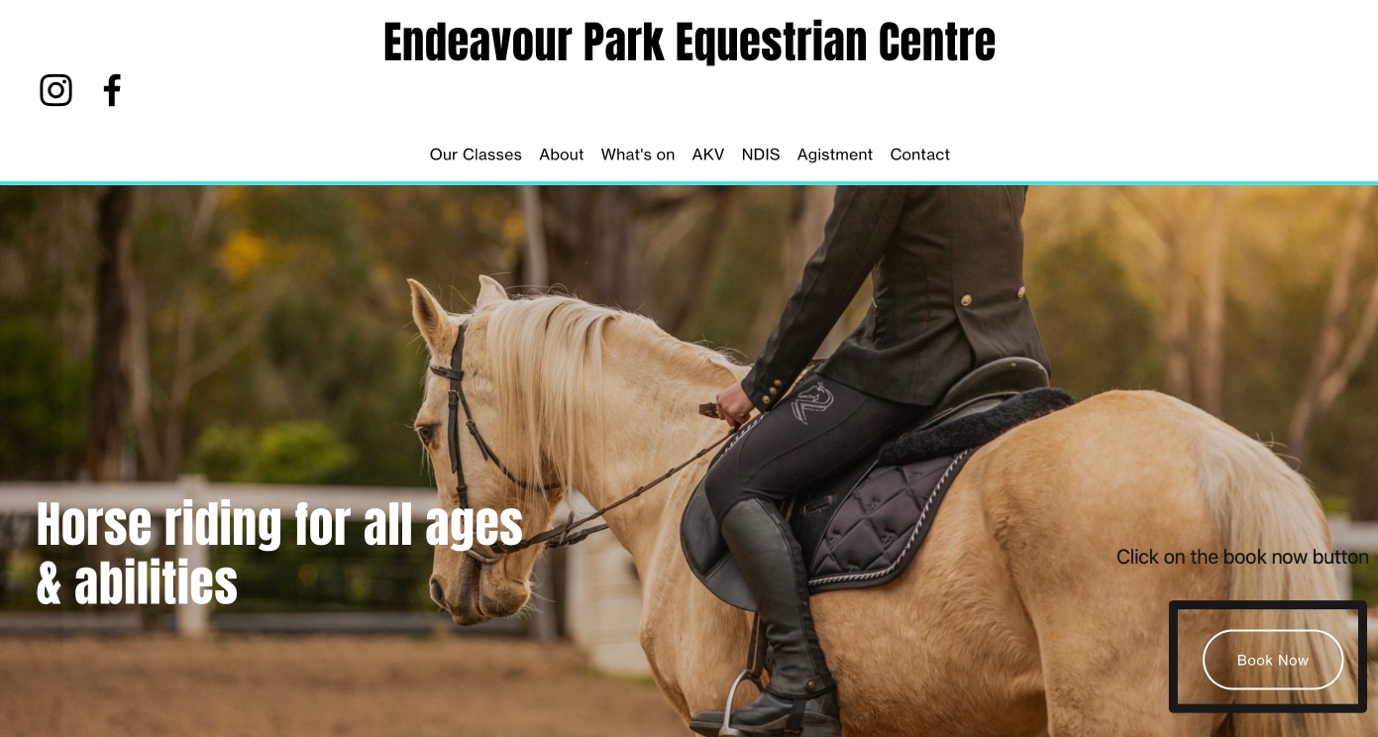 Endeavour Park Equestrian Centre
Our Classes About What's on AKV NDIS Agistment Contact
Horse riding for all ages
& abilities
Click on the book now button
Book Now